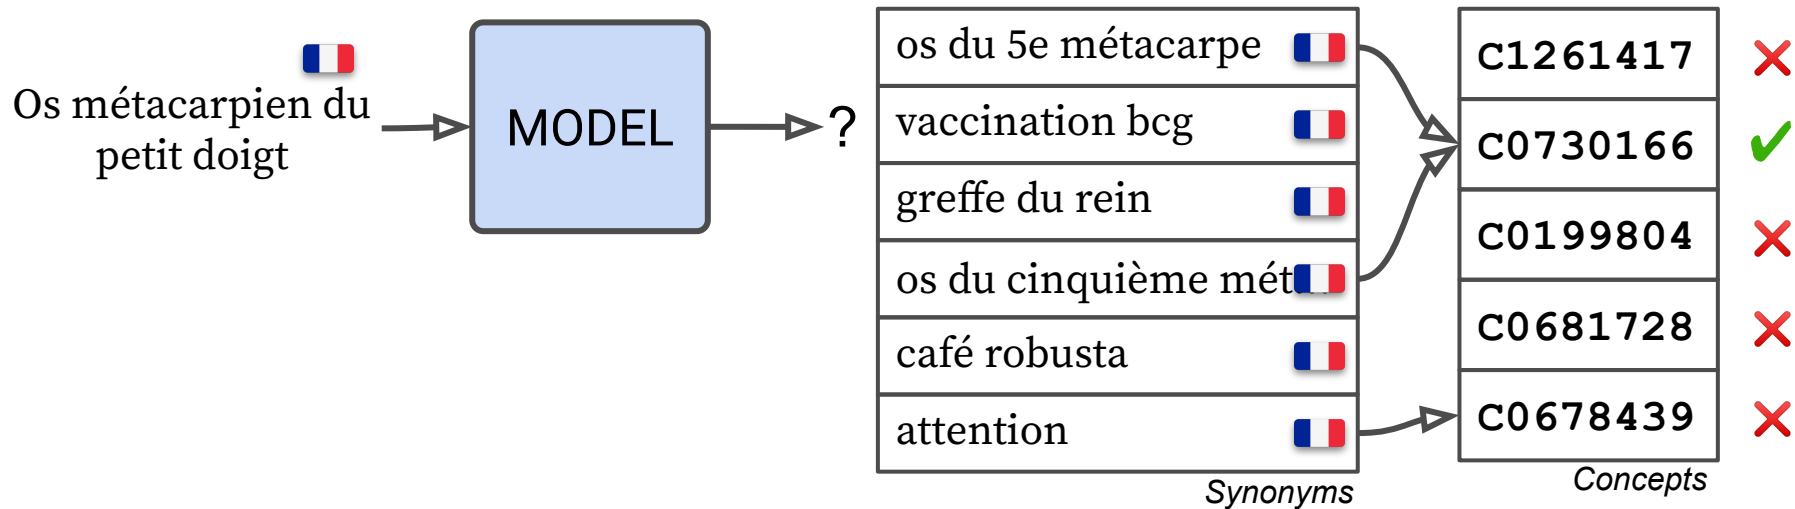 Os métacarpien du
petit doigt
MODEL
?
os du 5e métacarpe
vaccination bcg
greffe du rein
os du cinquième
café robusta
attention
Synonyms
C1261417
C0730166
C0199804
C0681728
C0678439
Concepts